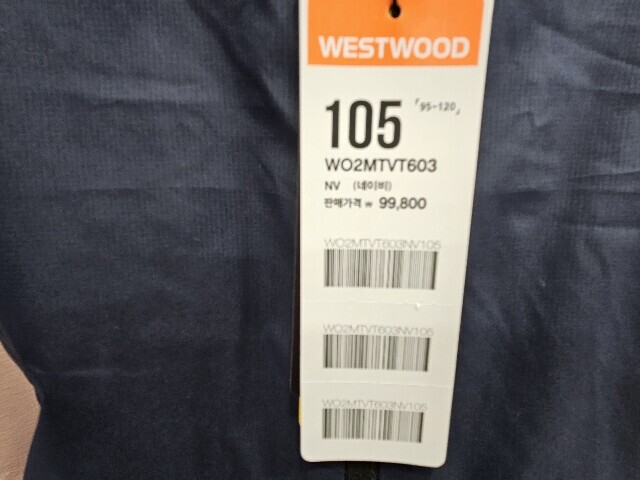 WESTWOOD
105 「95-120」
WO2MTVT603
NV (네이비)
판매가격 ₩ 99,800
WO2MTVT603NV105
WO2MTVT603NV105
WO2MTVT603NV105